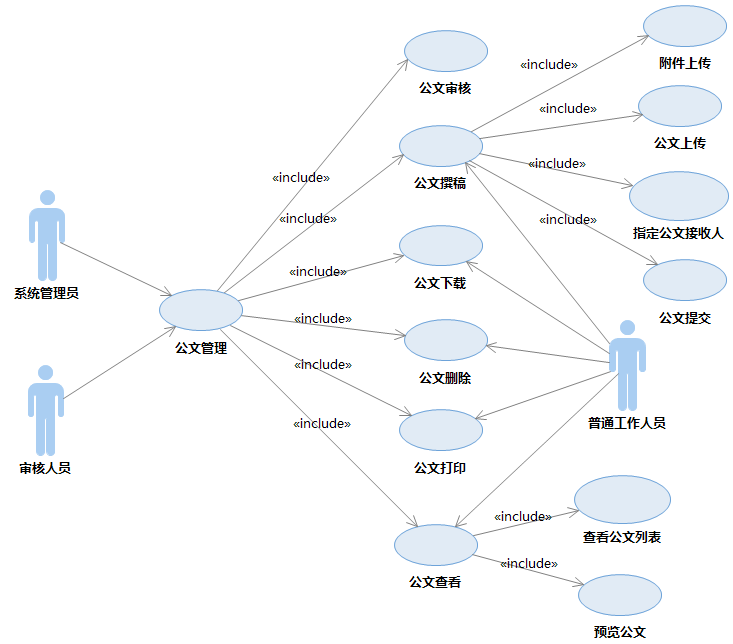 附件上传
«include»
公文审核
«include»
公文上传
«include»
«include»
公文撰稿
指定公文接收人
«include»
«include»
«include»
公文下载
系统管理员
公文提交
«include»
公文管理
«include»
公文删除
«include»
普通工作人员
«include»
审核人员
公文打印
«include»
查看公文列表
«include»
公文查看
预览公文